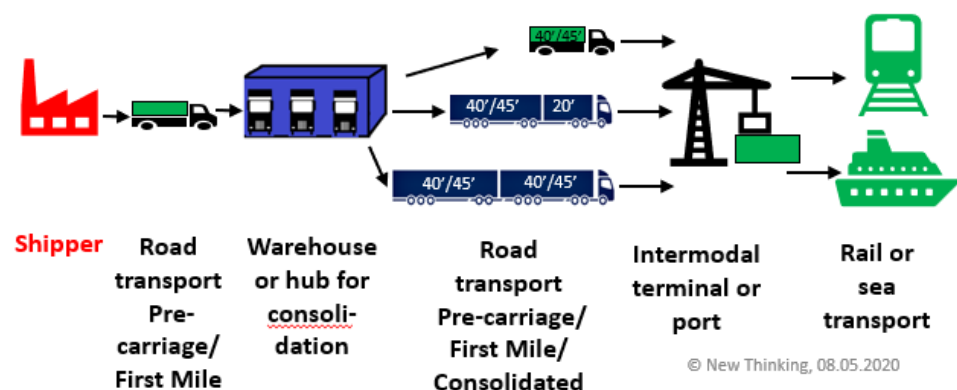 40’/45’
40’/45’ 20’
40’/45’ 40’/45’
Shipper
Road
transport
Pre-
carriage/
First Mile
Warehouse
or hub for
consoli-
dation
Road
transport
Pre-carriage/
First Mile/
Consolidated
Intermodal
terminal or
port
Rail or
sea
transport
© New Thinking, 08.05.2020